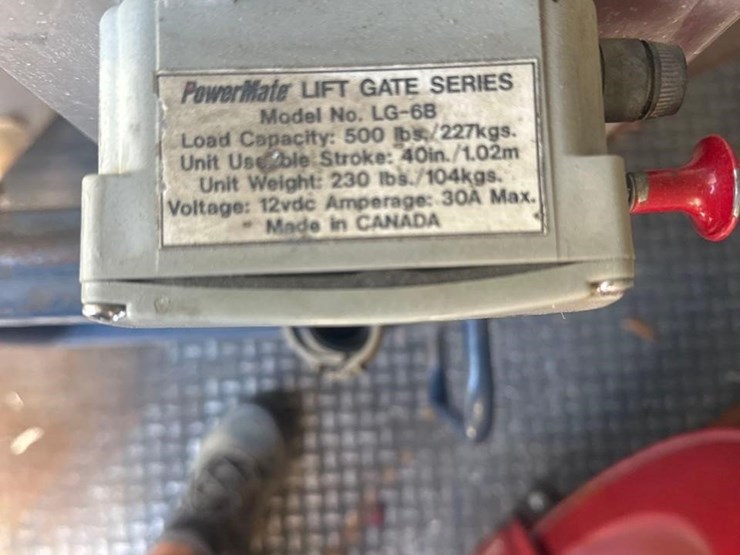 PowerMate LIFT GATE SERIES
Model No. LG-6B
Load Capacity: 500 lbs./227kgs.
Unit Useable Stroke: 40in./1.02m
Unit Weight: 230 lbs./104kgs.
Voltage: 12vdc Amperage: 30A Max.
Made in CANADA